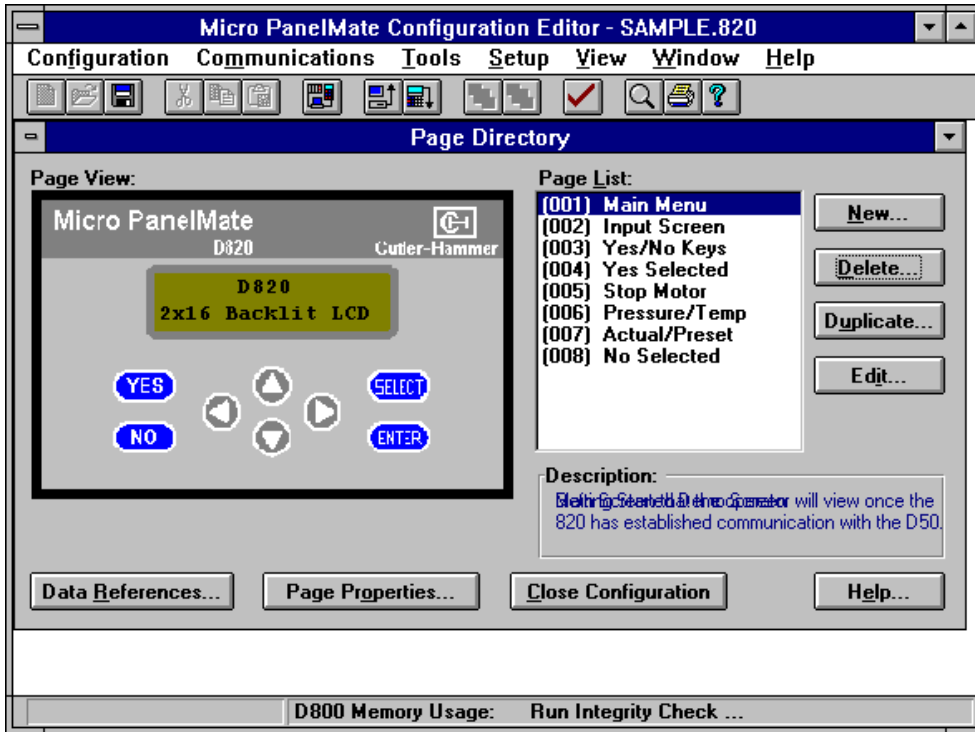 Micro PanelMate Configuration Editor - SAMPLE.820
Configuration Communications Tools Setup View Window Help
Page Directory
Page View:
Micro PanelMate
D820
Cutler-Hammer
D820
2x16 Backlit LCD
YES
NO
SELECT
ENTER
Page List:
(001) Main Menu
(002) Input Screen
(003) Yes/No Keys
(004) Yes Selected
(005) Stop Motor
(006) Pressure/Temp
(007) Actual/Preset
(008) No Selected
New...
Delete...
Duplicate...
Edit...
Description:
will view once the
820 has established communication with the D50.
Data References...
Page Properties...
Close Configuration
Help...
D800 Memory Usage: Run Integrity Check ...